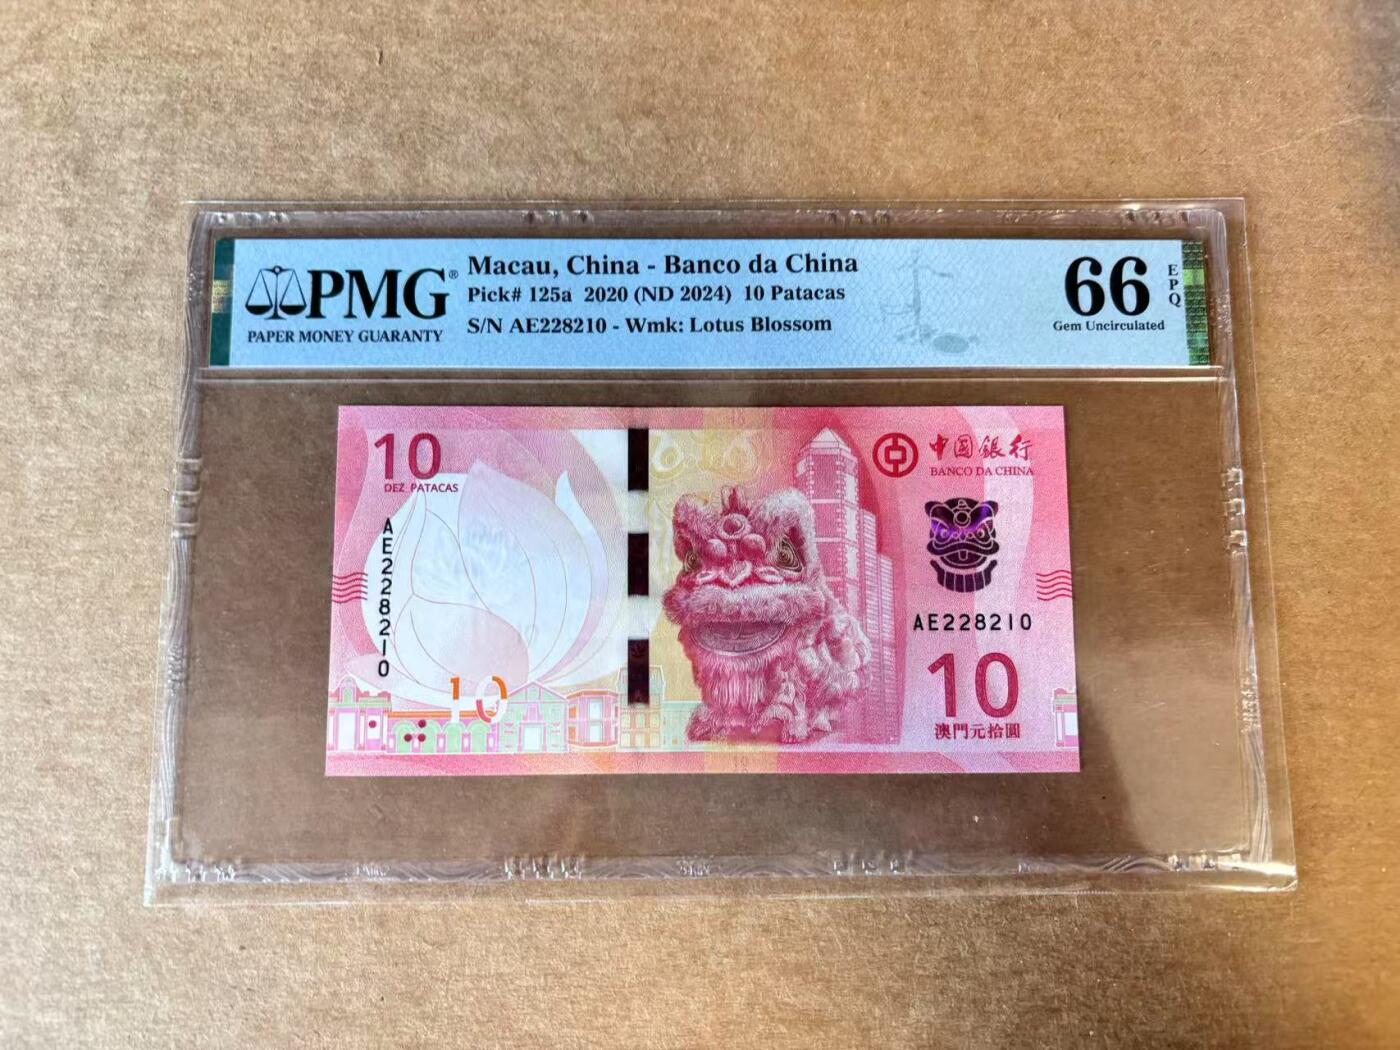 PMG®
PAPER MONEY GUARANTY
Macau, China - Banco da China
Pick# 125a 2020 (ND 2024) 10 Patacas
S/N AE228210 - Wmk: Lotus Blossom
66
EPQ
Gem Uncirculated
10
DEZ PATACAS
AE228210
10
中國銀行
BANCO DA CHINA
AE228210
10
澳門元拾圓